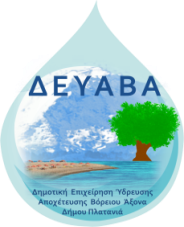 ΔΕΥΑΒΑ
Δημοτική Επιχείρηση Ύδρευσης
Αποχέτευσης Βόρειου Άξονα
Δήμου Πλατανιά